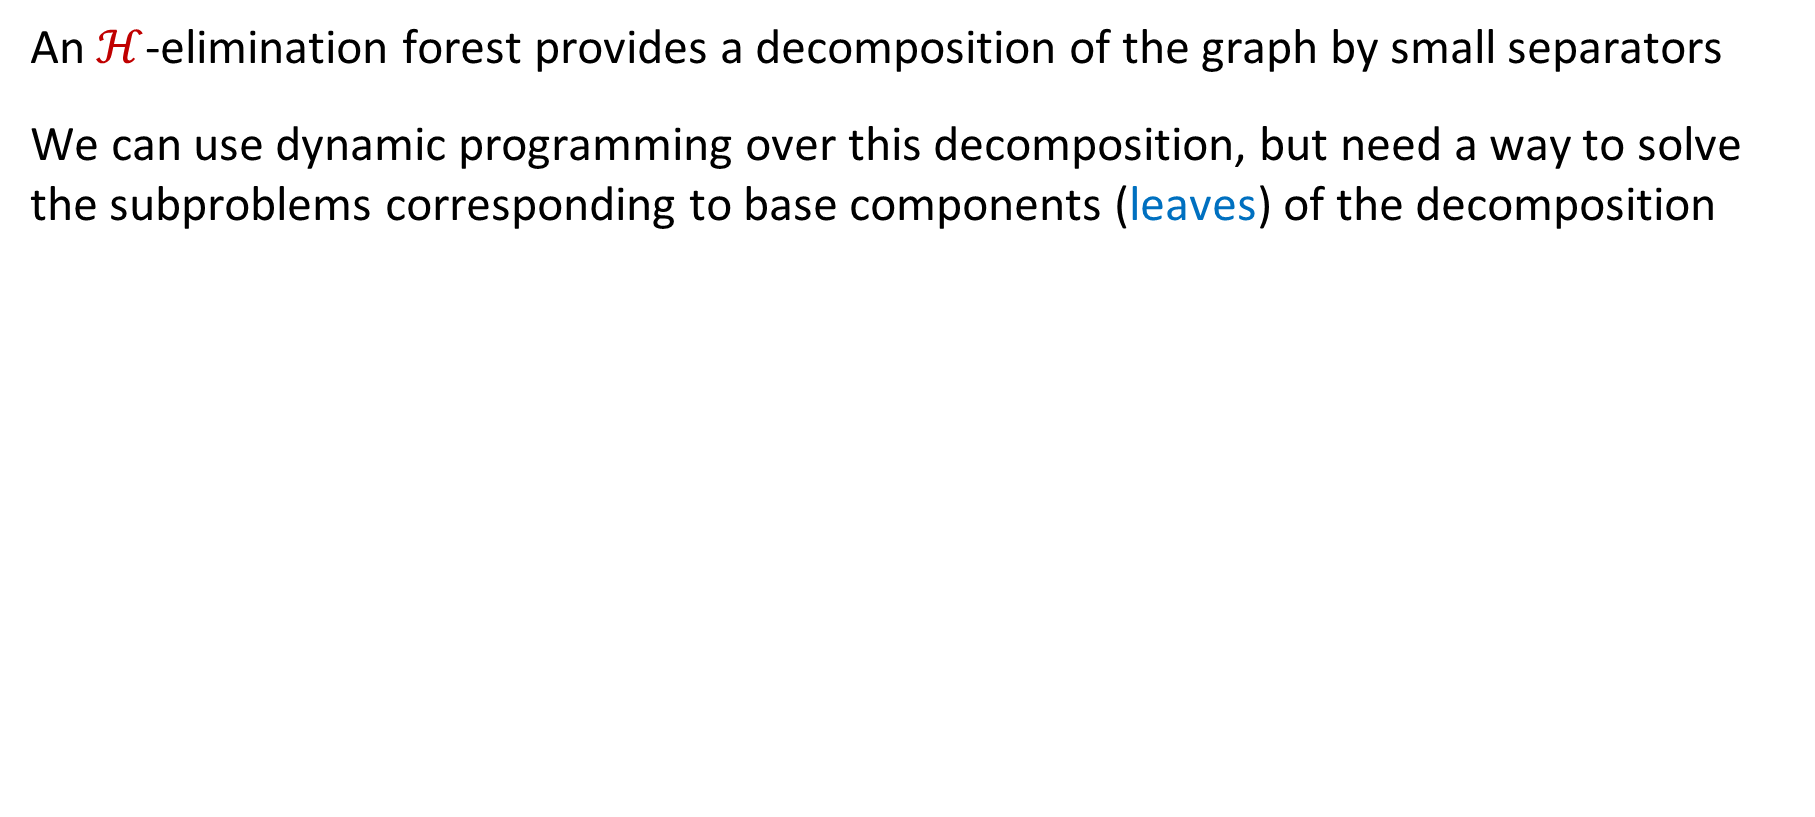 An ℋ-elimination forest provides a decomposition of the graph by small separators
We can use dynamic programming over this decomposition, but need a way to solve
the subproblems corresponding to base components (leaves) of the decomposition